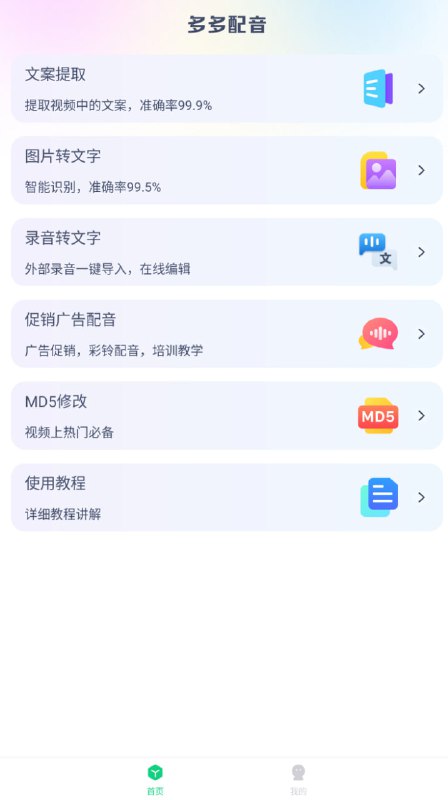 多多配音
文案提取
提取视频中的文案，准确率99.9%
图片转文字
智能识别，准确率99.5%
录音转文字
外部录音一键导入，在线编辑
文
促销广告配音
广告促销，彩铃配音，培训教学
MD5修改
视频上热门必备
MD5
使用教程
详细教程讲解
首页
我的